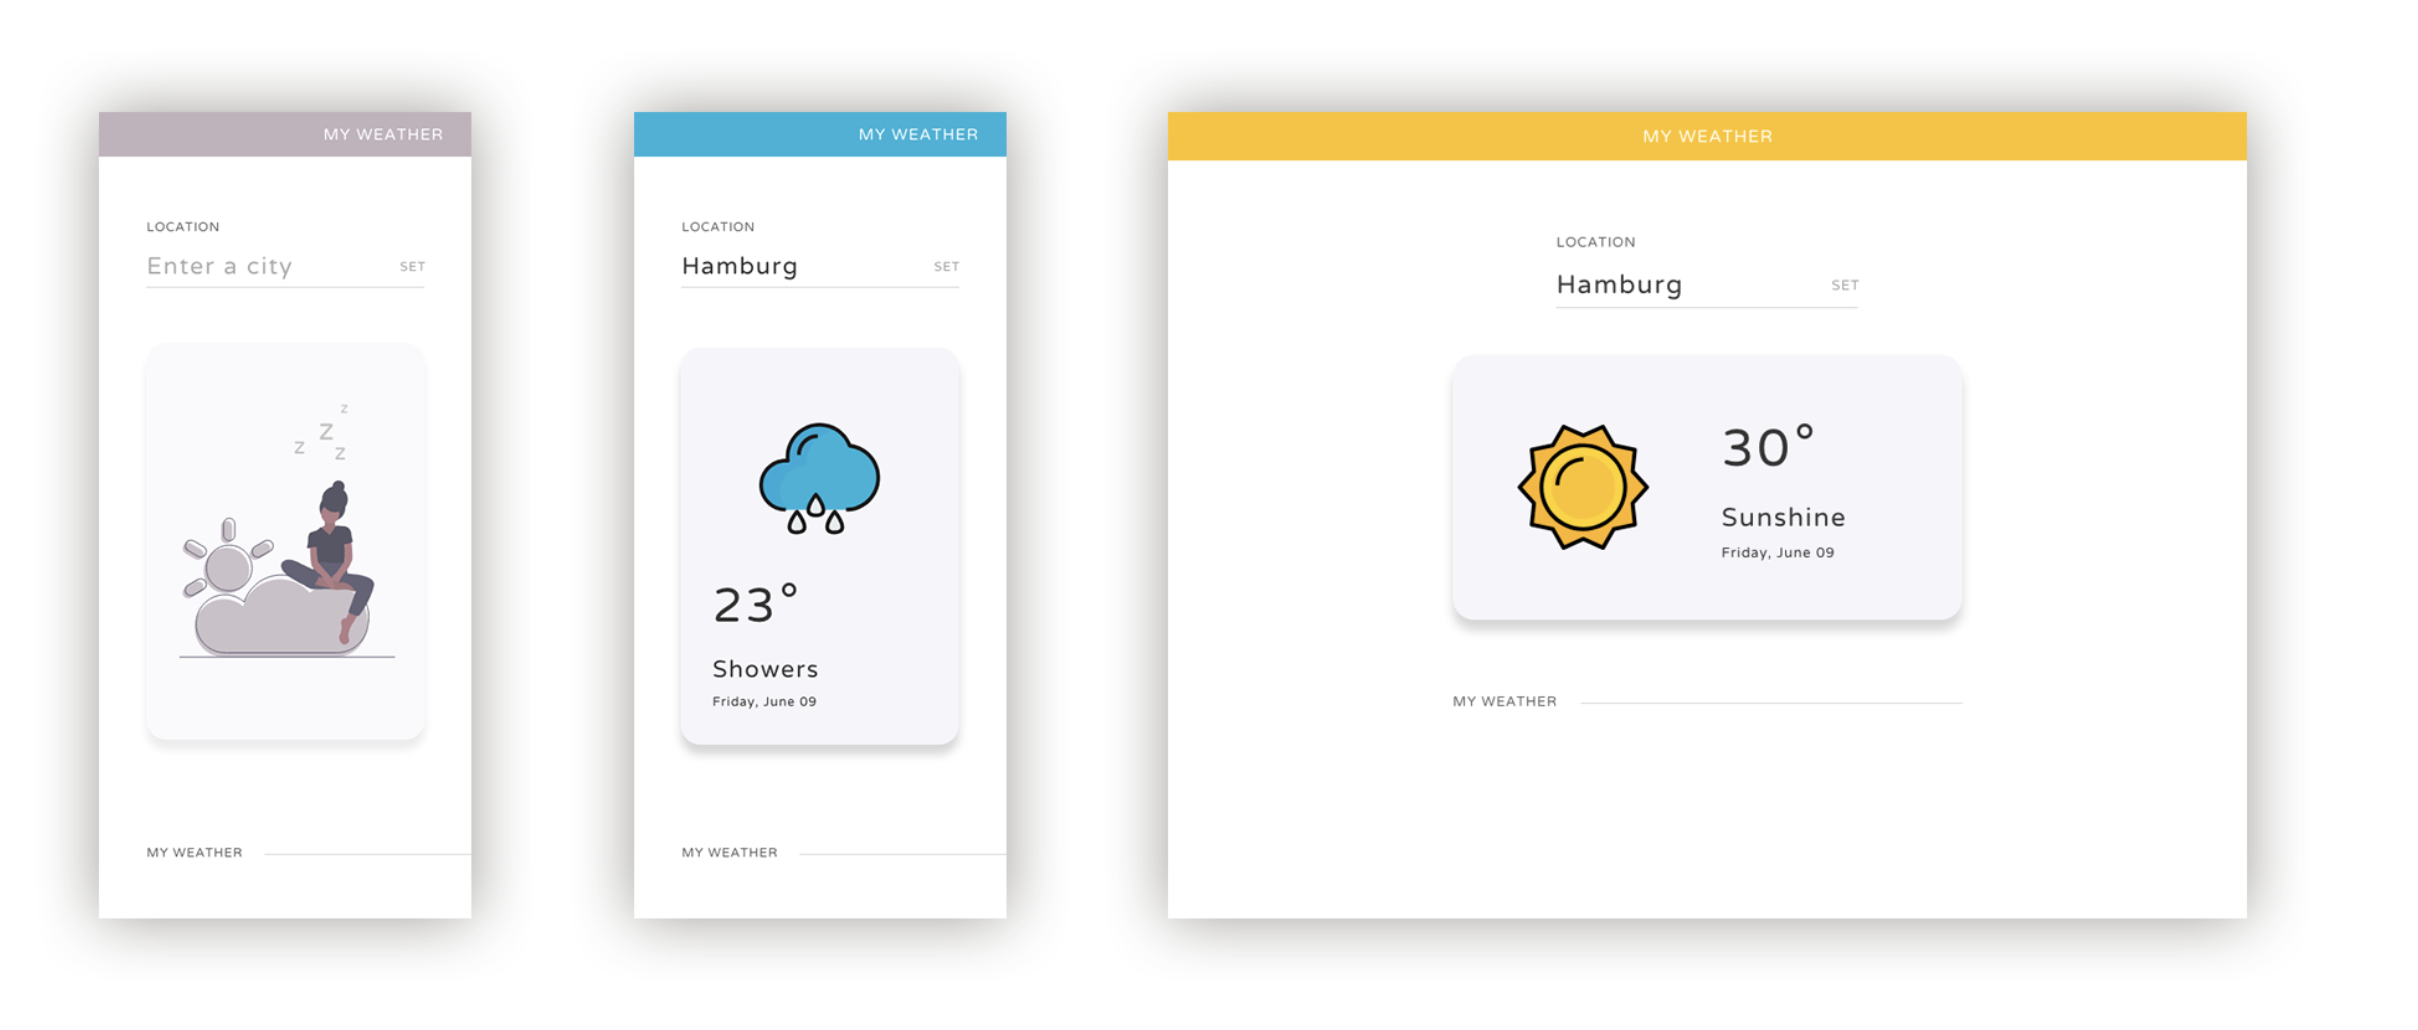 MY WEATHER
LOCATION
Enter a city SET
z
z Z z
MY WEATHER
MY WEATHER
LOCATION
Hamburg SET
23°
Showers
Friday, June 09
MY WEATHER
MY WEATHER
LOCATION
Hamburg SET
30°
Sunshine
Friday, June 09
MY WEATHER